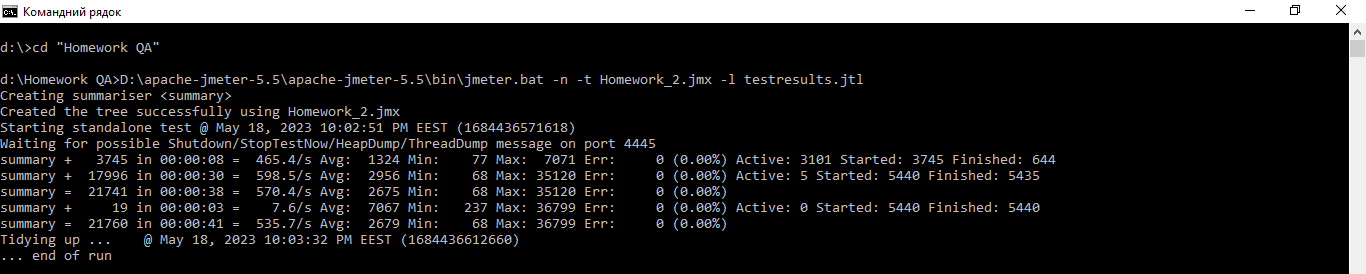 Командний рядок
d:\>cd "Homework QA"
d:\Homework QA>D:\apache-jmeter-5.5\apache-jmeter-5.5\bin\jmeter.bat -n -t Homework_2.jmx -l testresults.jtl
Creating summariser <summary>
Created the tree successfully using Homework_2.jmx
Starting standalone test @ May 18, 2023 10:02:51 PM EEST (1684436571618)
Waiting for possible Shutdown/StopTestNow/HeapDump/ThreadDump message on port 4445
summary +   3745 in 00:00:08 =  465.4/s Avg:  1324 Min:    77 Max:  7071 Err:     0 (0.00%) Active: 3101 Started: 3745 Finished: 644
summary +  17996 in 00:00:30 =  598.5/s Avg:  2956 Min:    68 Max: 35120 Err:     0 (0.00%) Active: 5 Started: 5440 Finished: 5435
summary =  21741 in 00:00:38 =  570.4/s Avg:  2675 Min:    68 Max: 35120 Err:     0 (0.00%)
summary +     19 in 00:00:03 =    7.6/s Avg:  7067 Min:   237 Max: 36799 Err:     0 (0.00%) Active: 0 Started: 5440 Finished: 5440
summary =  21760 in 00:00:41 =  535.7/s Avg:  2679 Min:    68 Max: 36799 Err:     0 (0.00%)
Tidying up ...    @ May 18, 2023 10:03:32 PM EEST (1684436612660)
... end of run